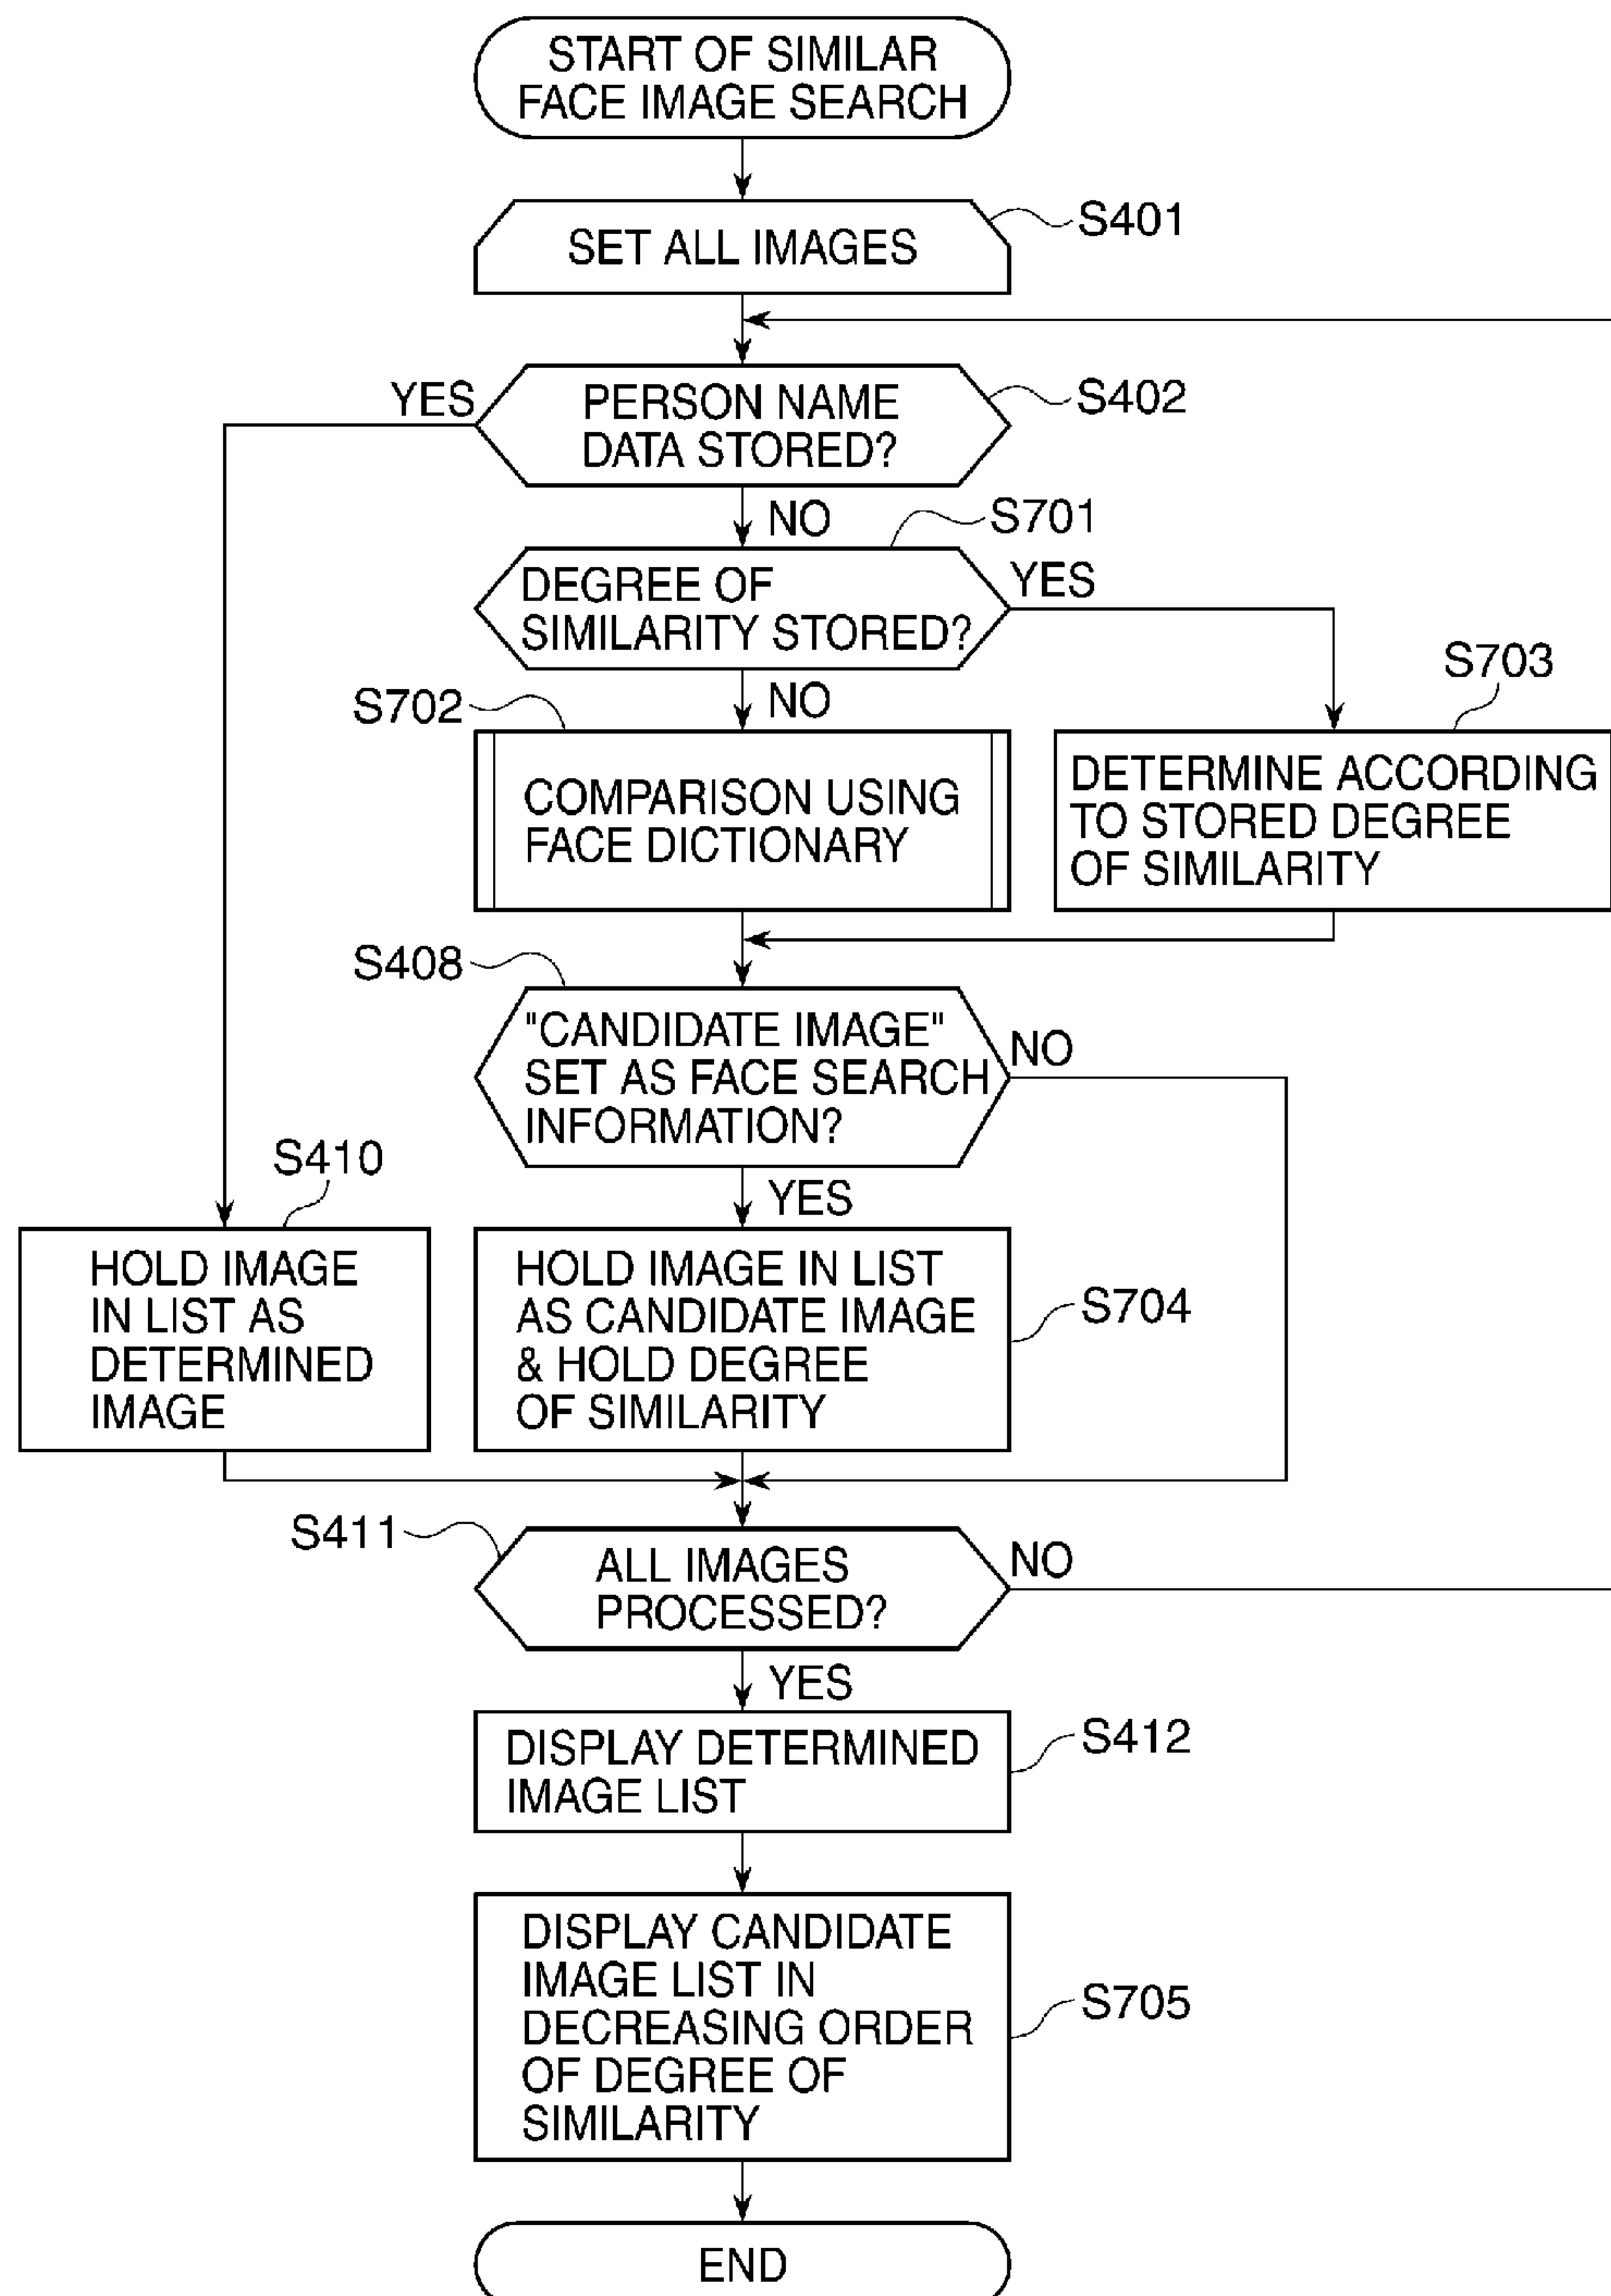 START OF SIMILAR
FACE IMAGE SEARCH
SET ALL IMAGES
S401
YES
PERSON NAME
DATA STORED?
S402
NO
S701
DEGREE OF
SIMILARITY STORED?
YES
S702
NO
S703
COMPARISON USING
FACE DICTIONARY
DETERMINE ACCORDING
TO STORED DEGREE
OF SIMILARITY
S408
"CANDIDATE IMAGE"
SET AS FACE SEARCH
INFORMATION?
NO
S410
YES
HOLD IMAGE
IN LIST AS
DETERMINED
IMAGE
HOLD IMAGE IN LIST
AS CANDIDATE IMAGE
& HOLD DEGREE
OF SIMILARITY
S704
S411
ALL IMAGES
PROCESSED?
NO
YES
DISPLAY DETERMINED
IMAGE LIST
S412
DISPLAY CANDIDATE
IMAGE LIST IN
DECREASING ORDER
OF DEGREE OF
SIMILARITY
S705
END